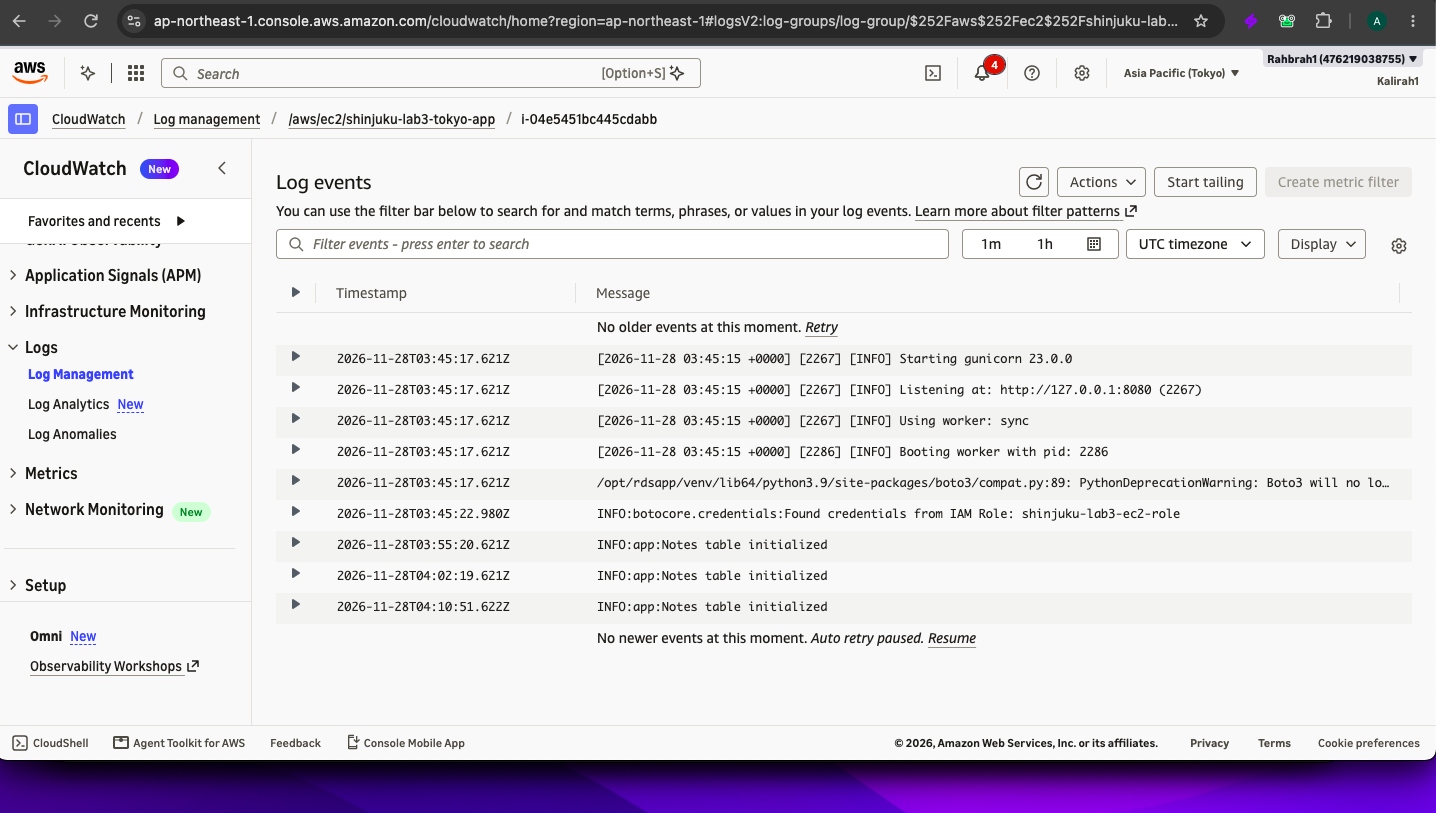 ap-northeast-1.console.aws.amazon.com/cloudwatch/home?region=ap-northeast-1#logsV2:log-groups/log-group/$252Faws$252Fec2$252Fshinjuku-lab...
A
aws
Search
[Option+S]
4
Asia Pacific (Tokyo)
Rahbrah1 (476219038755)
Kalirah1
CloudWatch / Log management / /aws/ec2/shinjuku-lab3-tokyo-app / i-04e5451bc445cdabb
CloudWatch New
Favorites and recents
Application Signals (APM)
Infrastructure Monitoring
Logs
Log Management
Log Analytics New
Log Anomalies
Metrics
Network Monitoring New
Setup
Omni New
Observability Workshops
Log events
Actions
Start tailing
Create metric filter
You can use the filter bar below to search for and match terms, phrases, or values in your log events. Learn more about filter patterns
Filter events - press enter to search
1m 1h
UTC timezone
Display
Timestamp Message
No older events at this moment. Retry
2026-11-28T03:45:17.621Z [2026-11-28 03:45:15 +0000] [2267] [INFO] Starting gunicorn 23.0.0
2026-11-28T03:45:17.621Z [2026-11-28 03:45:15 +0000] [2267] [INFO] Listening at: http://127.0.0.1:8080 (2267)
2026-11-28T03:45:17.621Z [2026-11-28 03:45:15 +0000] [2267] [INFO] Using worker: sync
2026-11-28T03:45:17.621Z [2026-11-28 03:45:15 +0000] [2286] [INFO] Booting worker with pid: 2286
2026-11-28T03:45:17.621Z /opt/rdsapp/venv/lib64/python3.9/site-packages/boto3/compat.py:89: PythonDeprecationWarning: Boto3 will no lo…
2026-11-28T03:45:22.980Z INFO:botocore.credentials:Found credentials from IAM Role: shinjuku-lab3-ec2-role
2026-11-28T03:55:20.621Z INFO:app:Notes table initialized
2026-11-28T04:02:19.621Z INFO:app:Notes table initialized
2026-11-28T04:10:51.622Z INFO:app:Notes table initialized
No newer events at this moment. Auto retry paused. Resume
CloudShell
Agent Toolkit for AWS
Feedback
Console Mobile App
© 2026, Amazon Web Services, Inc. or its affiliates.
Privacy
Terms
Cookie preferences